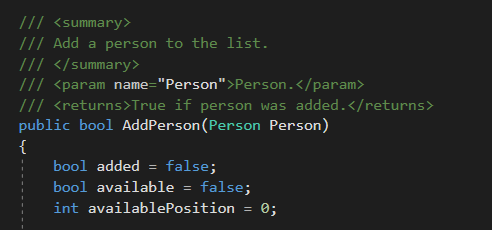 /// <summary>
/// Add a person to the list.
/// </summary>
/// <param name="Person">Person.</param>
/// <returns>True if person was added.</returns>
public bool AddPerson(Person Person)
{
    bool added = false;
    bool available = false;
    int availablePosition = 0;